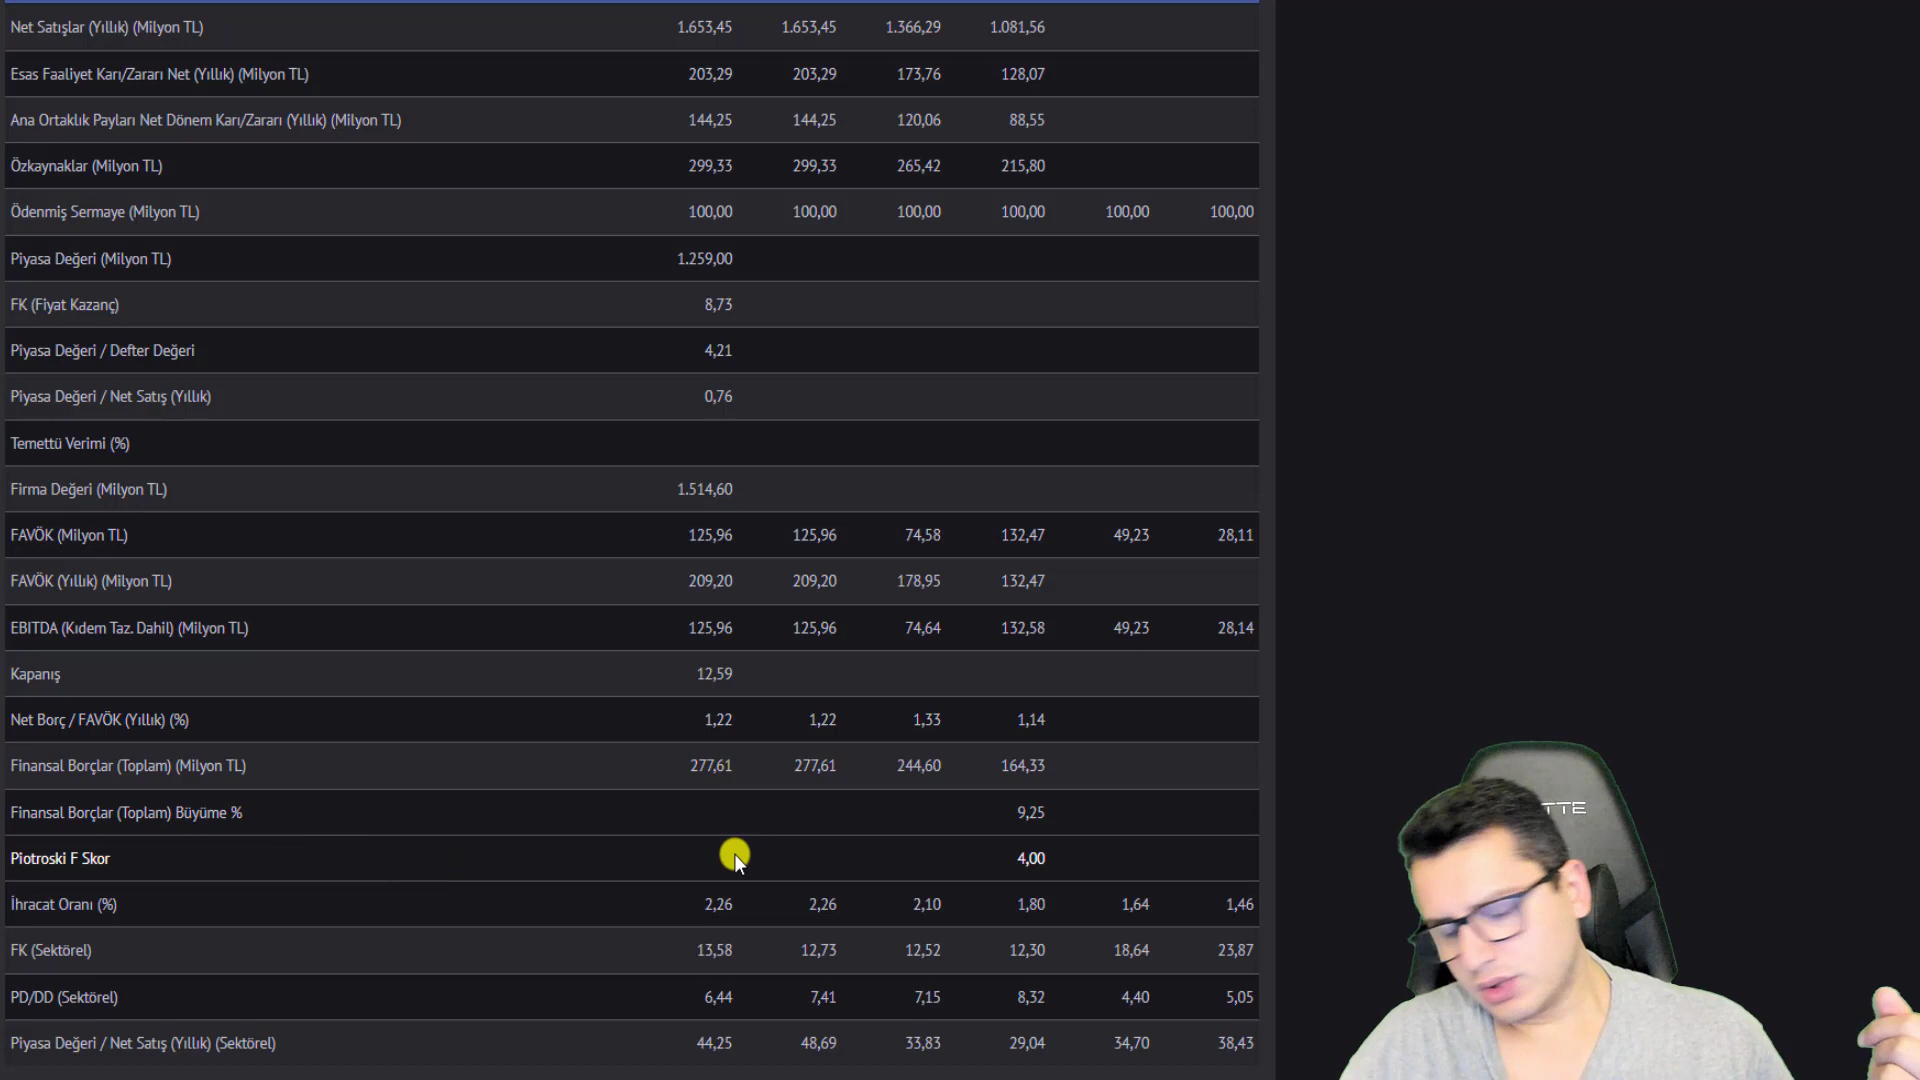 Net Satışlar (Yıllık) (Milyon TL) 1.653,45 1.653,45 1.366,29 1.081,56
Esas Faaliyet Karı/Zararı Net (Yıllık) (Milyon TL) 203,29 203,29 173,76 128,07
Ana Ortaklık Payları Net Dönem Karı/Zararı (Yıllık) (Milyon TL) 144,25 144,25 120,06 88,55
Özkaynaklar (Milyon TL) 299,33 299,33 265,42 215,80
Ödenmiş Sermaye (Milyon TL) 100,00 100,00 100,00 100,00 100,00 100,00
Piyasa Değeri (Milyon TL) 1.259,00
FK (Fiyat Kazanç) 8,73
Piyasa Değeri / Defter Değeri 4,21
Piyasa Değeri / Net Satış (Yıllık) 0,76
Temettü Verimi (%)
Firma Değeri (Milyon TL) 1.514,60
FAVÖK (Milyon TL) 125,96 125,96 74,58 132,47 49,23 28,11
FAVÖK (Yıllık) (Milyon TL) 209,20 209,20 178,95 132,47
EBITDA (Kıdem Taz. Dahil) (Milyon TL) 125,96 125,96 74,64 132,58 49,23 28,14
Kapanış 12,59
Net Borç / FAVÖK (Yıllık) (%) 1,22 1,22 1,33 1,14
Finansal Borçlar (Toplam) (Milyon TL) 277,61 277,61 244,60 164,33
Finansal Borçlar (Toplam) Büyüme % 9,25
Piotroski F Skor 4,00
İhracat Oranı (%) 2,26 2,26 2,10 1,80 1,64 1,46
FK (Sektörel) 13,58 12,73 12,52 12,30 18,64 23,87
PD/DD (Sektörel) 6,44 7,41 7,15 8,32 4,40 5,05
Piyasa Değeri / Net Satış (Yıllık) (Sektörel) 44,25 48,69 33,83 29,04 34,70 38,43